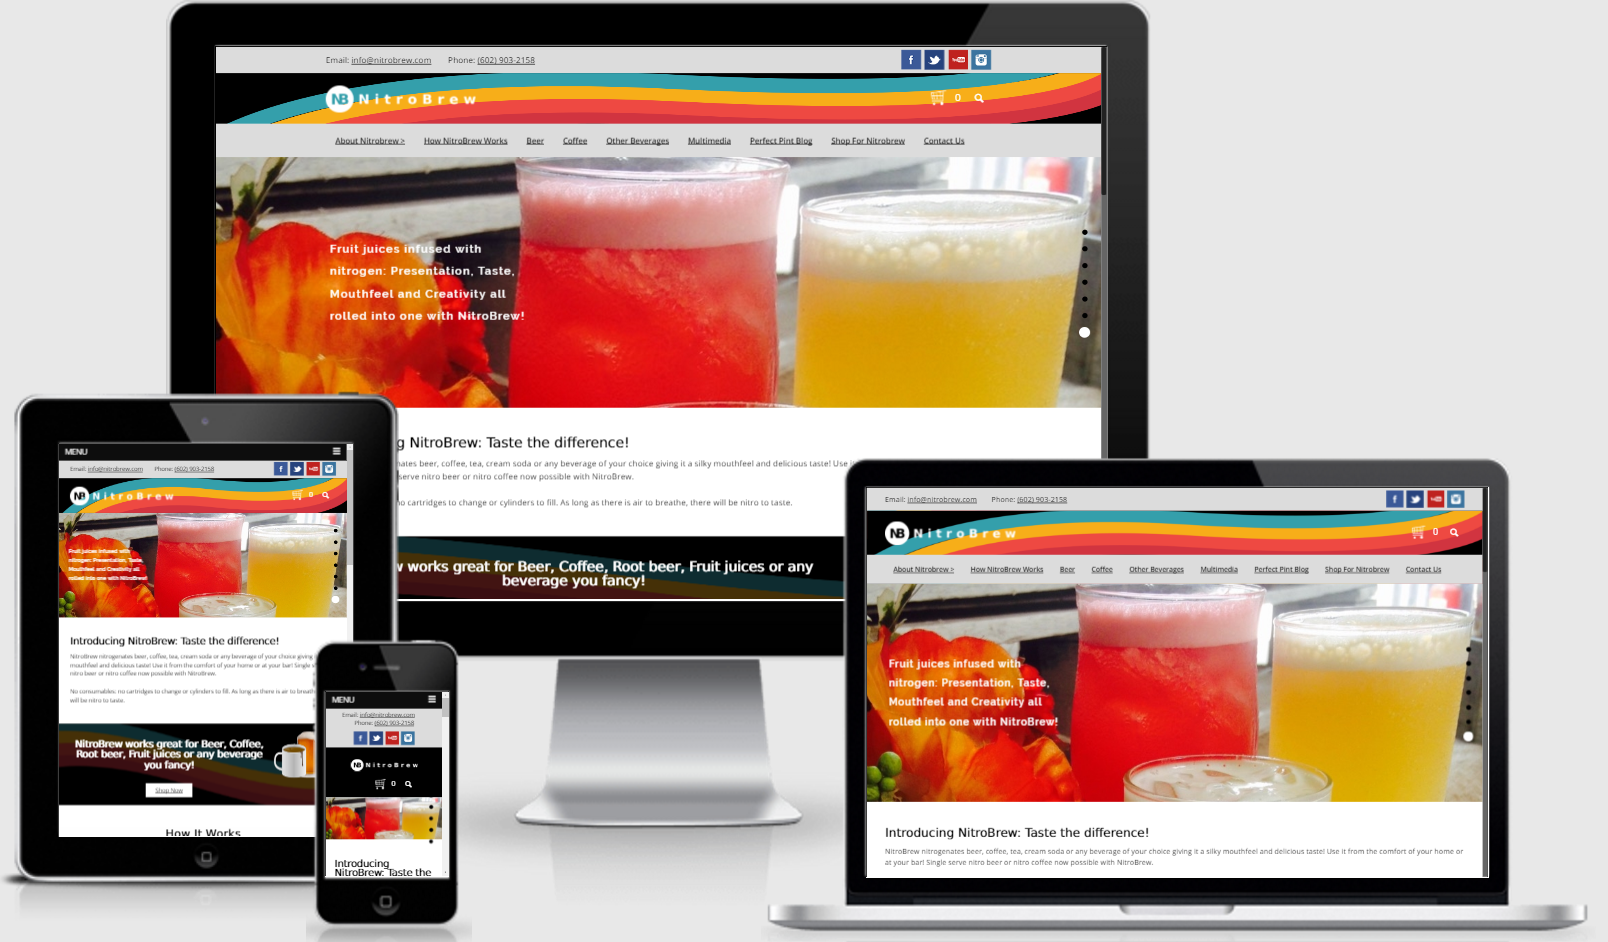 Email: info@nitrobrew.com Phone: (602) 903-2158
f You Tube
NB NitroBrew 0
About Nitrobrew > How NitroBrew Works Beer Coffee Other Beverages Multimedia Perfect Pint Blog Shop For Nitrobrew Contact Us
Fruit juices infused with
nitrogen: Presentation, Taste,
Mouthfeel and Creativity all
rolled into one with NitroBrew!
g NitroBrew: Taste the difference!
nates beer, coffee, tea, cream soda or any beverage of your choice giving it a silky mouthfeel and delicious taste! Use i
serve nitro beer or nitro coffee now possible with NitroBrew.
no cartridges to change or cylinders to fill. As long as there is air to breathe, there will be nitro to taste.
w works great for Beer, Coffee, Root beer, Fruit juices or any
beverage you fancy!
MENU
Email: info@nitrobrew.com Phone: (602) 903-2158
f You Tube
NB NitroBrew 0
Fruit juices infused with
nitrogen: Presentation, Taste,
Mouthfeel and Creativity all
rolled into one with NitroBrew!
Introducing NitroBrew: Taste the difference!
NitroBrew nitrogenates beer, coffee, tea, cream soda or any beverage of your choice giving it a s
mouthfeel and delicious taste! Use it from the comfort of your home or at your bar! Single s
nitro beer or nitro coffee now possible with NitroBrew.
No consumables; no cartridges to change or cylinders to fill. As long as there is air to breath
will be nitro to taste.
NitroBrew works great for Beer, Coffee,
Root beer, Fruit juices or any beverage
you fancy!
Shop Now
How It Works
MENU
Email: info@nitrobrew.com
Phone: (602) 903-2158
f You Tube
NB NitroBrew
0
Introducing
NitroBrew: Taste the
Email: info@nitrobrew.com Phone: (602) 903-2158
f You Tube
NB NitroBrew 0
About Nitrobrew > How NitroBrew Works Beer Coffee Other Beverages Multimedia Perfect Pint Blog Shop For Nitrobrew Contact Us
Fruit juices infused with
nitrogen: Presentation, Taste,
Mouthfeel and Creativity all
rolled into one with NitroBrew!
Introducing NitroBrew: Taste the difference!
NitroBrew nitrogenates beer, coffee, tea, cream soda or any beverage of your choice giving it a silky mouthfeel and delicious taste! Use it from the comfort of your home or
at your bar! Single serve nitro beer or nitro coffee now possible with NitroBrew.